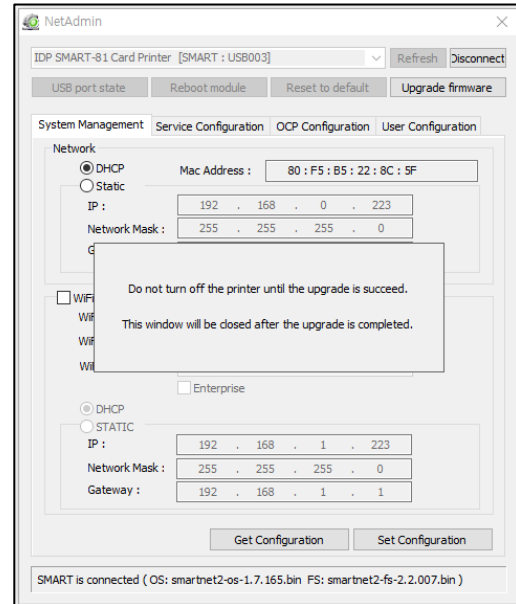 NetAdmin
IDP SMART-81 Card Printer [SMART : USB003]
Refresh
Disconnect
USB port state
Reboot module
Reset to default
Upgrade firmware
System Management
Service Configuration
OCP Configuration
User Configuration
Network
DHCP
Mac Address :
80 : F5 : B5 : 22 : 8C : 5F
Static
IP :
192 . 168 . 0 . 223
Network Mask :
255 . 255 . 255 . 0
Do not turn off the printer until the upgrade is succeed.
This window will be closed after the upgrade is completed.
Enterprise
DHCP
STATIC
IP :
192 . 168 . 1 . 223
Network Mask :
255 . 255 . 255 . 0
Gateway :
192 . 168 . 1 . 1
Get Configuration
Set Configuration
SMART is connected ( OS: smartnet2-os-1.7.165.bin FS: smartnet2-fs-2.2.007.bin )